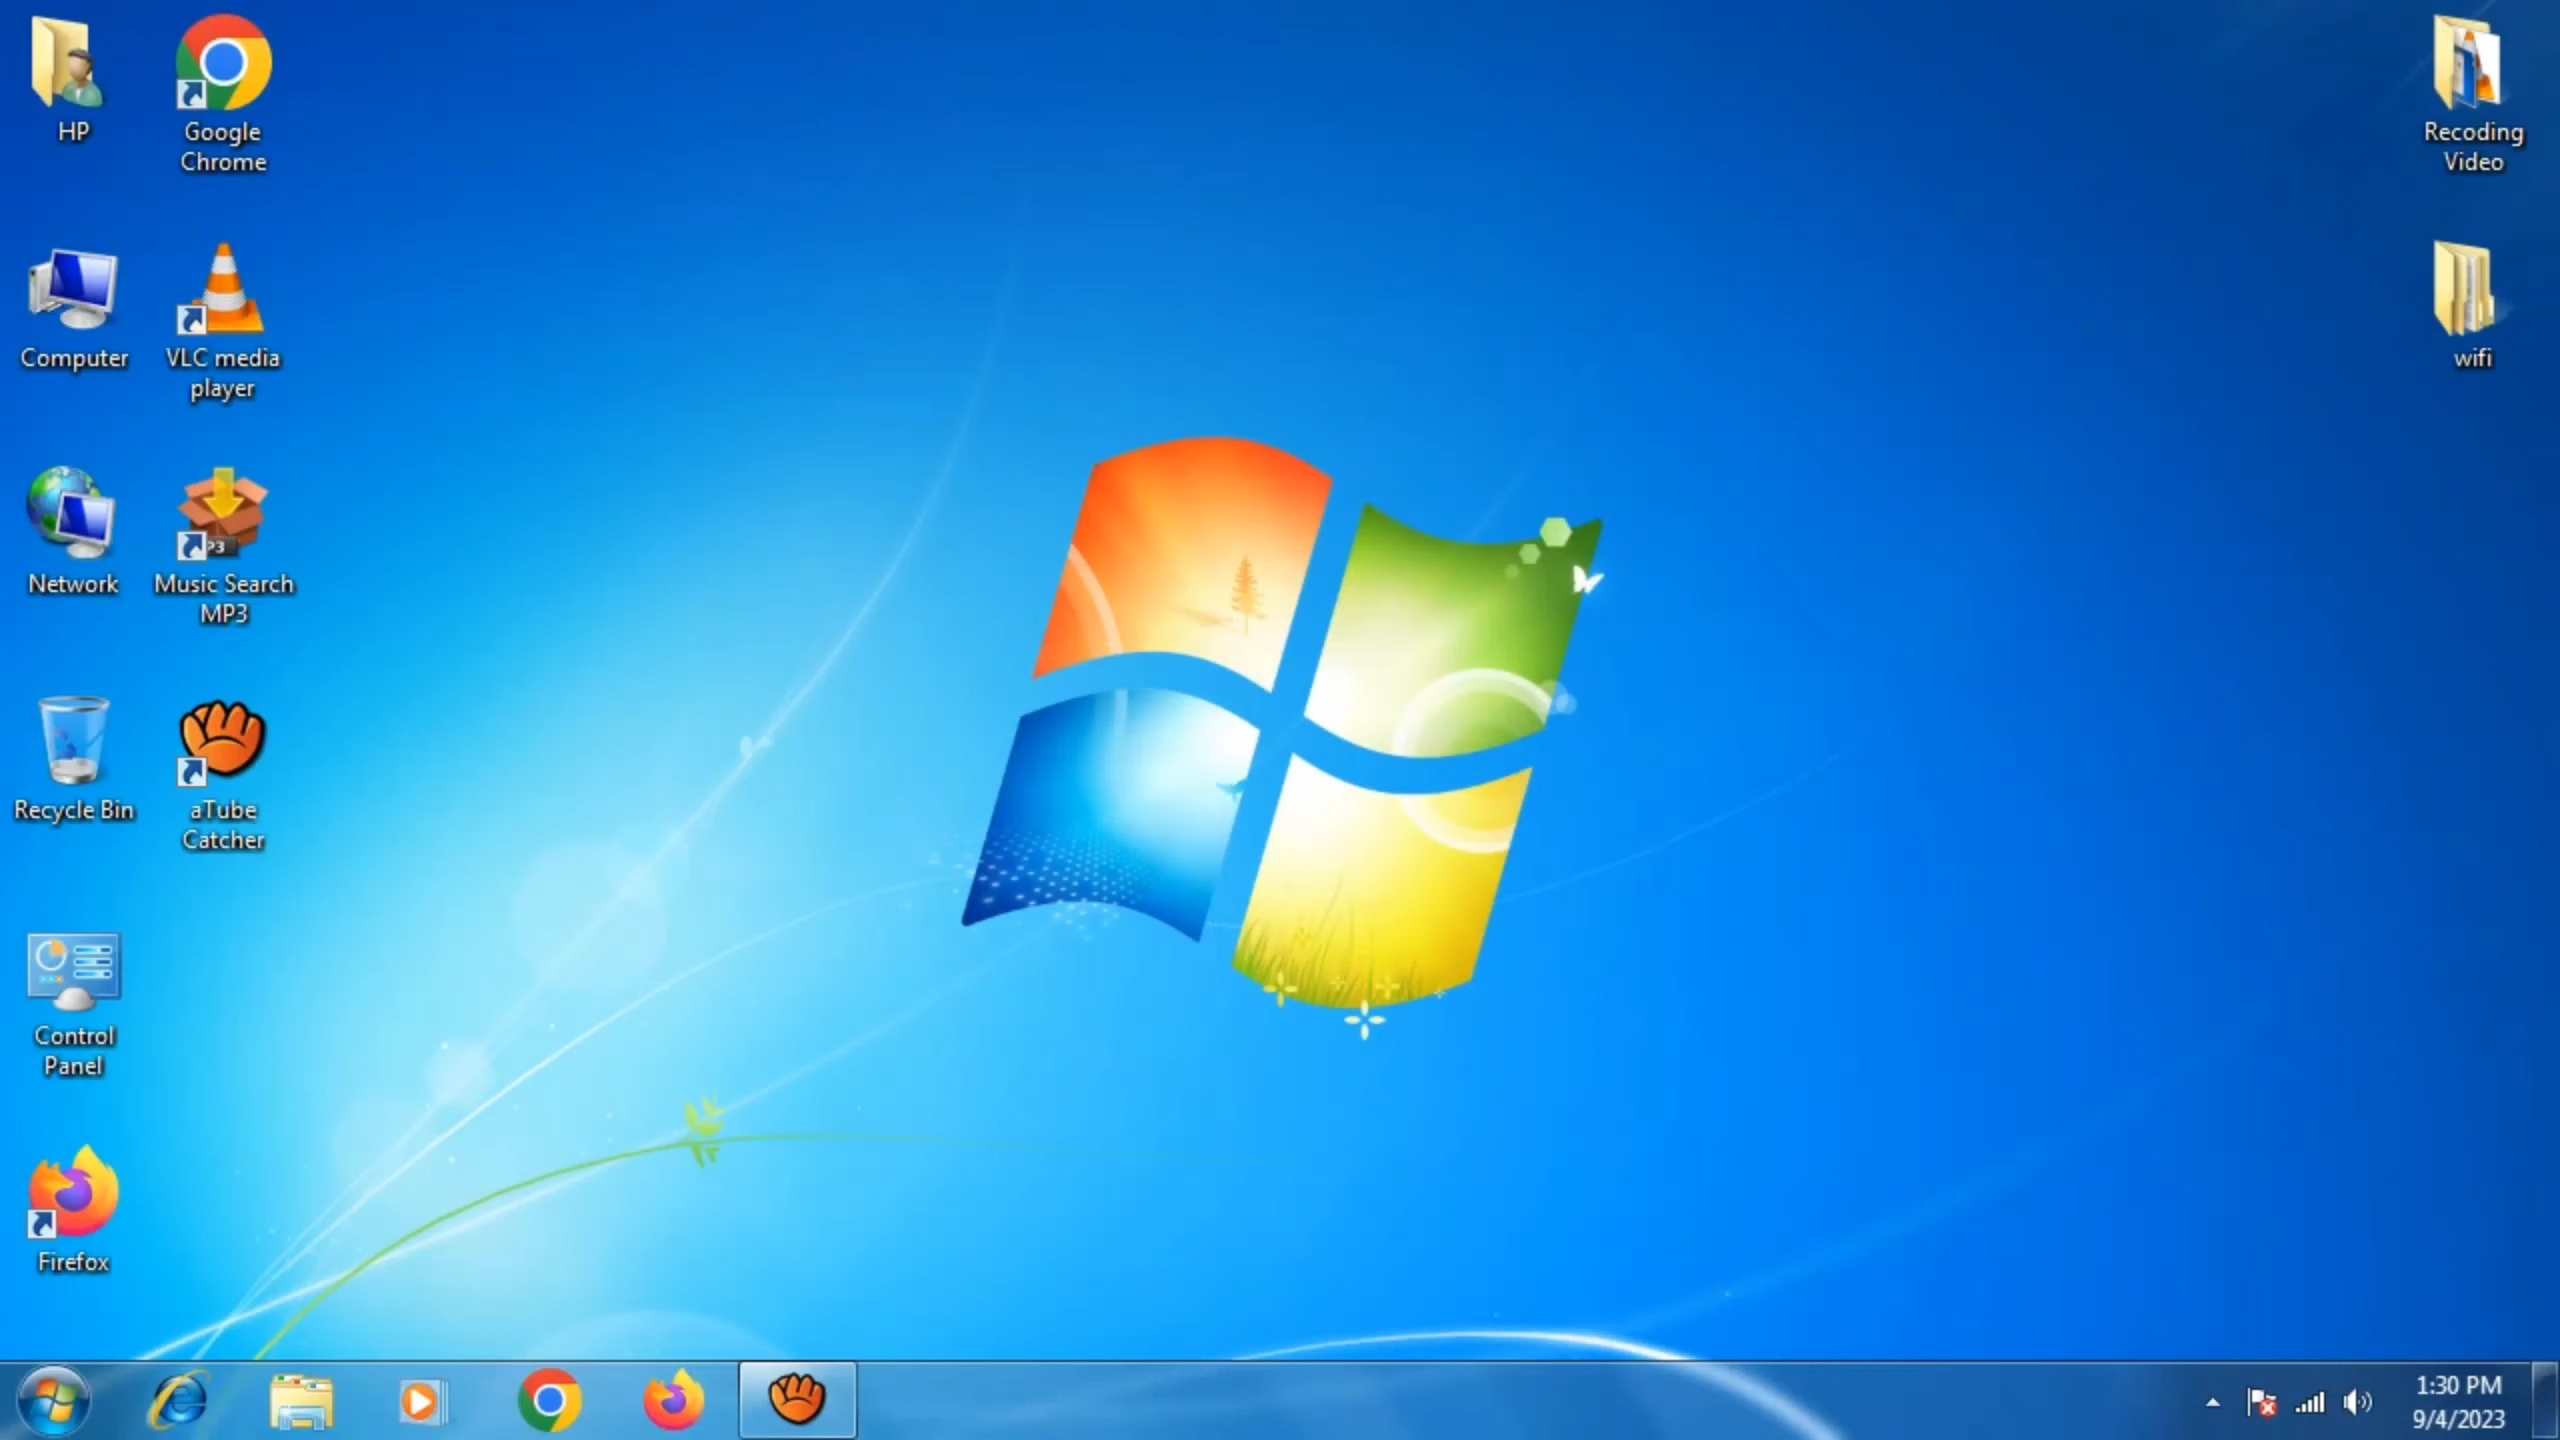 HP
Google
Chrome
Recoding
Video
Computer
VLC media
player
wifi
Network
Music Search
MP3
P3
Recycle Bin
aTube
Catcher
Control
Panel
Firefox
1:30 PM
9/4/2023